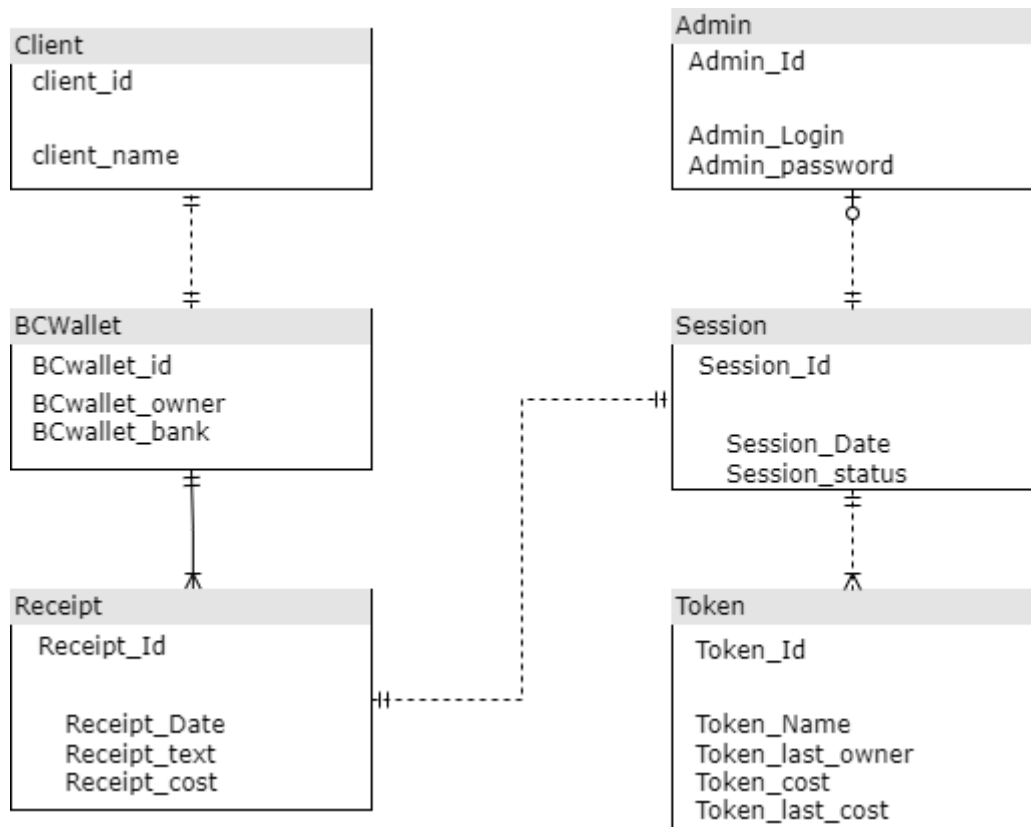 Client
client_id
client_name
Admin
Admin_Id
Admin_Login
Admin_password
BCWallet
BCwallet_id
BCwallet_owner
BCwallet_bank
Session
Session_Id
Session_Date
Session_status
Receipt
Receipt_Id
Receipt_Date
Receipt_text
Receipt_cost
Token
Token_Id
Token_Name
Token_last_owner
Token_cost
Token_last_cost